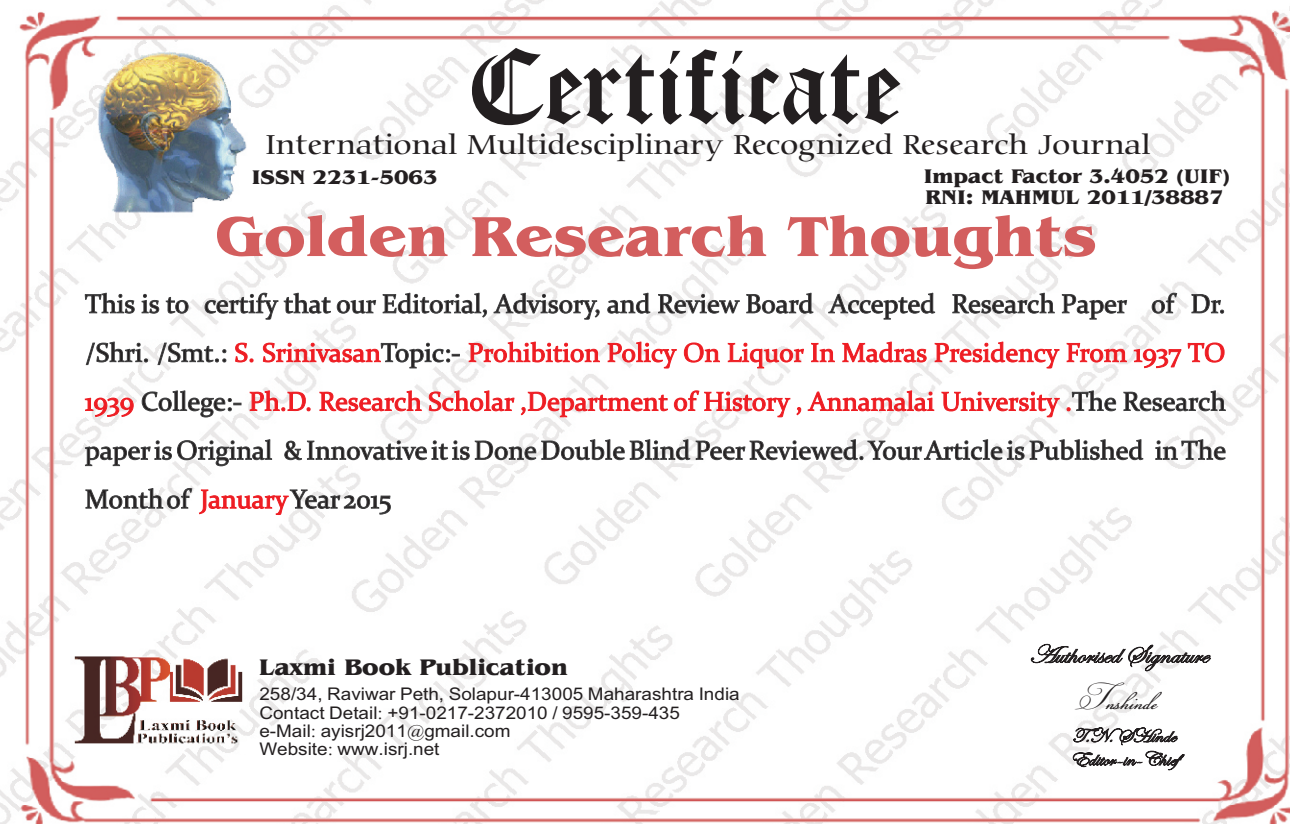 Certificate
International Multidesciplinary Recognized Research Journal
ISSN 2231-5063
Impact Factor 3.4052 (UIF)
RNI: MAHMUL 2011/38887
Golden Research Thoughts
This is to certify that our Editorial, Advisory, and Review Board Accepted Research Paper of Dr.
/Shri. /Smt.: S. SrinivasanTopic:- Prohibition Policy On Liquor In Madras Presidency From 1937 TO
1939 College:- Ph.D. Research Scholar ,Department of History , Annamalai University .The Research
paper is Original & Innovative it is Done Double Blind Peer Reviewed. Your Article is Published in The
Month of January Year 2015
LBP
Laxmi Book
Publication's
Laxmi Book Publication
258/34, Raviwar Peth, Solapur-413005 Maharashtra India
Contact Detail: +91-0217-2372010 / 9595-359-435
e-Mail: ayisrj2011@gmail.com
Website: www.isrj.net
Authorised Signature
Tnshinde
T.N. SHinde
Editor-in-Chief